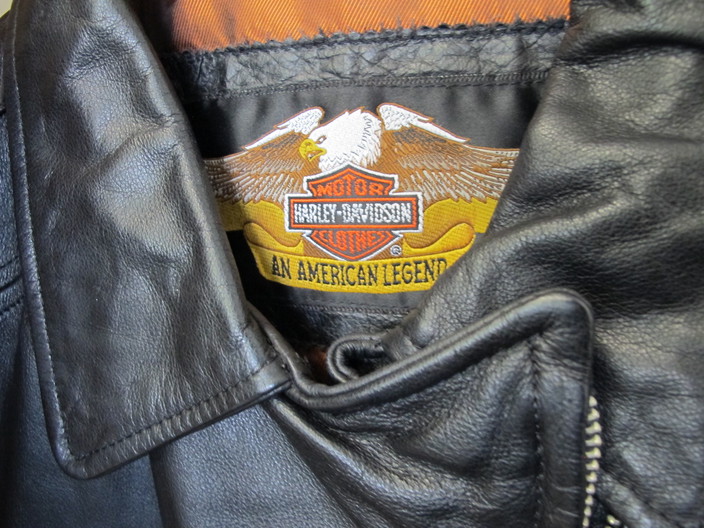 MOTOR
HARLEY-DAVIDSON
CLOTHES
®
AN AMERICAN LEGEND